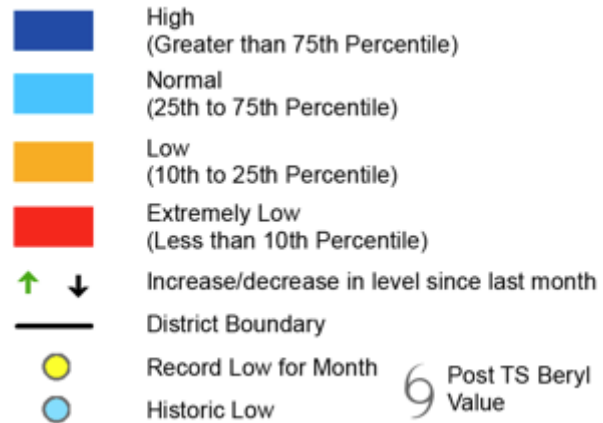 High
(Greater than 75th Percentile)
Normal
(25th to 75th Percentile)
Low
(10th to 25th Percentile)
Extremely Low
(Less than 10th Percentile)
Increase/decrease in level since last month
District Boundary
Record Low for Month
Historic Low
Post TS Beryl
Value